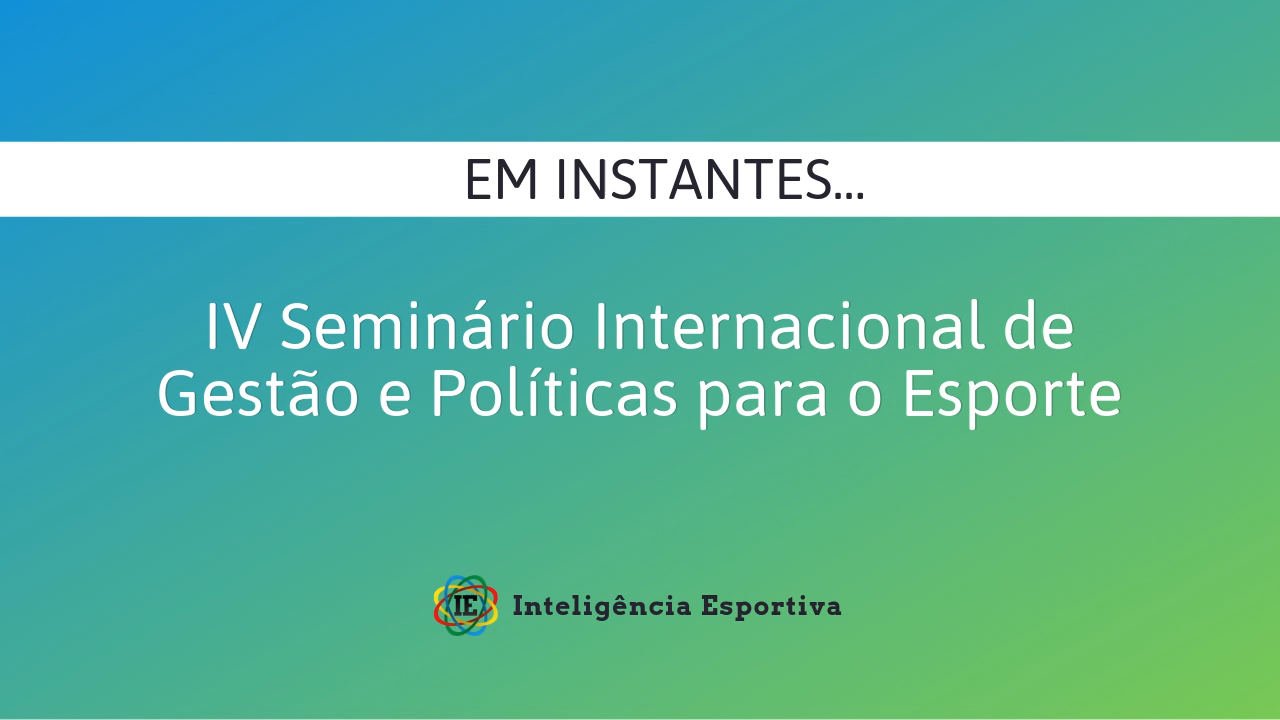 EM INSTANTES...
IV Seminário Internacional de
Gestão e Políticas para o Esporte
IE Inteligência Esportiva